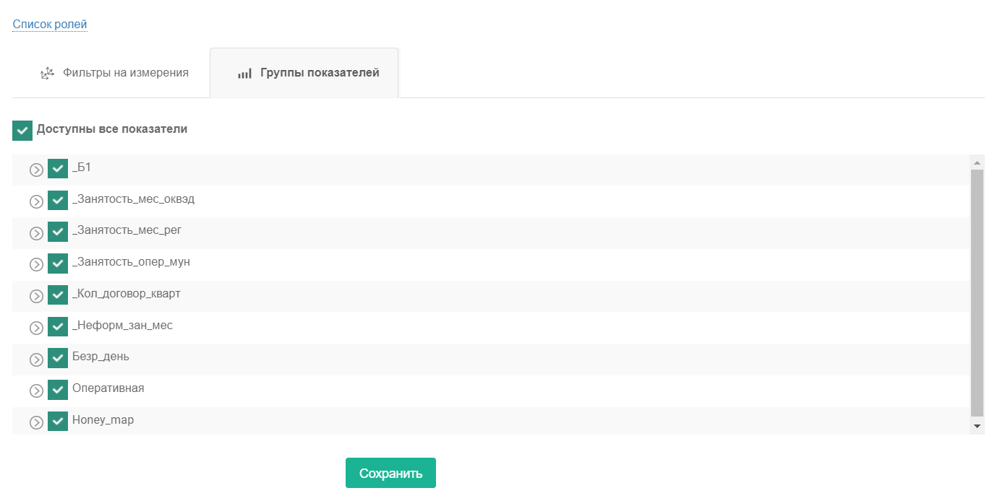 Список ролей
Фильтры на измерения
Группы показателей
Доступны все показатели
_Б1
_Занятость_мес_оквэд
_Занятость_мес_рег
_Занятость_опер_мун
_Кол_договор_кварт
_Неформ_зан_мес
Безр_день
Оперативная
Honey_map
Сохранить